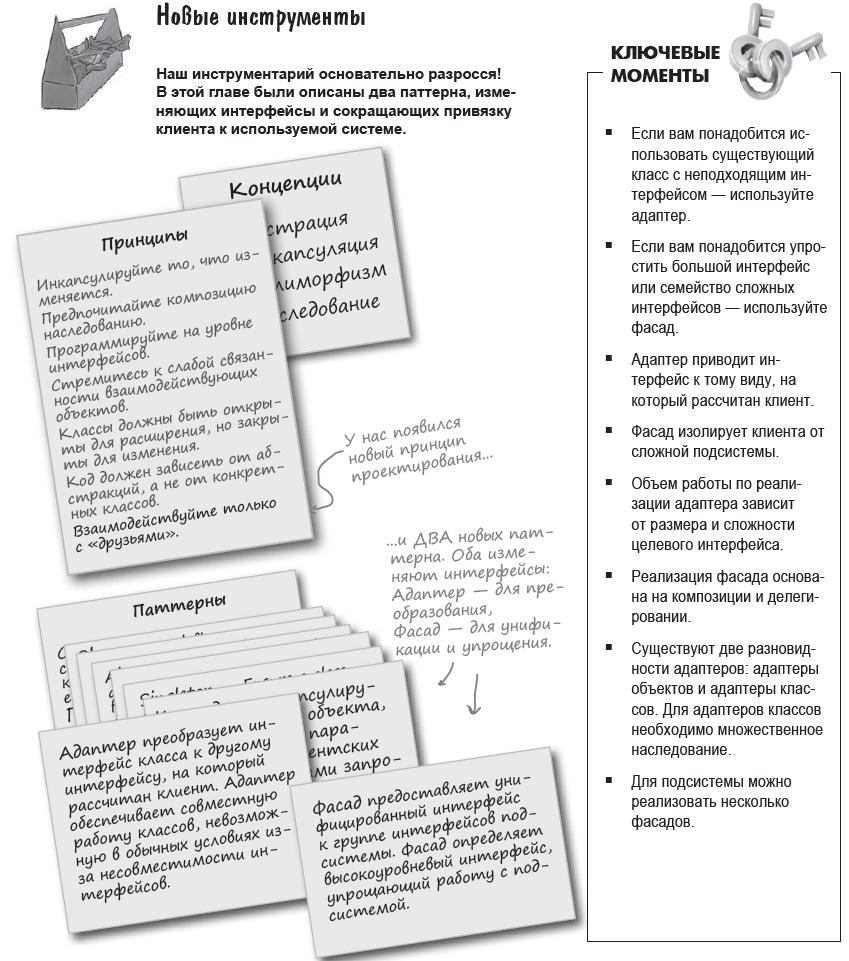 Новые инструменты
Наш инструментарий основательно разросся!
В этой главе были описаны два паттерна, изме-
няющих интерфейсы и сокращающих привязку
клиента к используемой системе.
Концепции
страция
капсуляция
лиморфизм
следование
Принципы
Инкапсулируйте то, что из-
меняется.
Предпочитайте композицию
наследованию.
Программируйте на уровне
интерфейсов.
Стремитесь к слабой связан-
ности взаимодействующих
объектов.
Классы должны быть откры-
ты для расширения, но закры-
ты для изменения.
Код должен зависеть от аб-
стракций, а не от конкрет-
ных классов.
Взаимодействуйте только
с «друзьями».
У нас появился
новый принцип
проектирования...
...и ДВА новых пат-
терна. Оба изме-
няют интерфейсы:
Адаптер — для пре-
образования,
Фасад — для унифи-
кации и упрощения.
Паттерны
псулиру-
объекта,
пара-
ентских
ми запро-
Адаптер преобразует ин-
терфейс класса к другому
интерфейсу, на который
рассчитан клиент. Адаптер
обеспечивает совместную
работу классов, невозмож-
ную в обычных условиях из-
за несовместимости ин-
терфейсов.
Фасад предоставляет уни-
фицированный интерфейс
к группе интерфейсов под-
системы. Фасад определяет
высокоуровневый интерфейс,
упрощающий работу с под-
системой.
КЛЮЧЕВЫЕ
МОМЕНТЫ
▪ Если вам понадобится ис-
пользовать существующий
класс с неподходящим ин-
терфейсом — используйте
адаптер.
▪ Если вам понадобится упро-
стить большой интерфейс
или семейство сложных
интерфейсов — используйте
фасад.
▪ Адаптер приводит ин-
терфейс к тому виду, на
который рассчитан клиент.
▪ Фасад изолирует клиента от
сложной подсистемы.
▪ Объем работы по реали-
зации адаптера зависит
от размера и сложности
целевого интерфейса.
▪ Реализация фасада основа-
на на композиции и делеги-
ровании.
▪ Существуют две разновид-
ности адаптеров: адаптеры
объектов и адаптеры клас-
сов. Для адаптеров классов
необходимо множественное
наследование.
▪ Для подсистемы можно
реализовать несколько
фасадов.